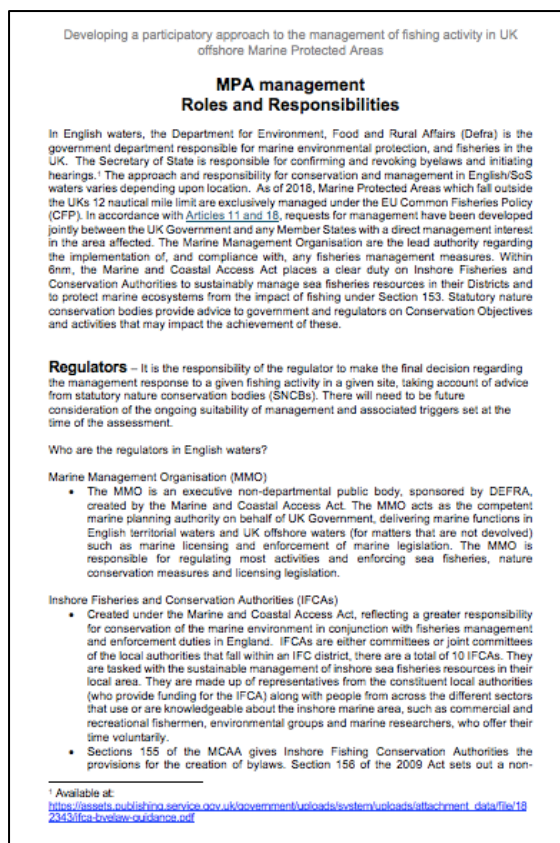 Developing a participatory approach to the management of fishing activity in UK
offshore Marine Protected Areas
MPA management
Roles and Responsibilities
In English waters, the Department for Environment, Food and Rural Affairs (Defra) is the
government department responsible for marine environmental protection, and fisheries in the
UK. The Secretary of State is responsible for confirming and revoking byelaws and initiating
hearings.¹ The approach and responsibility for conservation and management in English/SoS
waters varies depending upon location. As of 2018, Marine Protected Areas which fall outside
the UKs 12 nautical mile limit are exclusively managed under the EU Common Fisheries Policy
(CFP). In accordance with Articles 11 and 18, requests for management have been developed
jointly between the UK Government and any Member States with a direct management interest
in the area affected. The Marine Management Organisation are the lead authority regarding
the implementation of, and compliance with, any fisheries management measures. Within
6nm, the Marine and Coastal Access Act places a clear duty on Inshore Fisheries and
Conservation Authorities to sustainably manage sea fisheries resources in their Districts and
to protect marine ecosystems from the impact of fishing under Section 153. Statutory nature
conservation bodies provide advice to government and regulators on Conservation Objectives
and activities that may impact the achievement of these.
Regulators – It is the responsibility of the regulator to make the final decision regarding
the management response to a given fishing activity in a given site, taking account of advice
from statutory nature conservation bodies (SNCBs). There will need to be future
consideration of the ongoing suitability of management and associated triggers set at the
time of the assessment.
Who are the regulators in English waters?
Marine Management Organisation (MMO)
• The MMO is an executive non-departmental public body, sponsored by DEFRA,
created by the Marine and Coastal Access Act. The MMO acts as the competent
marine planning authority on behalf of UK Government, delivering marine functions in
English territorial waters and UK offshore waters (for matters that are not devolved)
such as marine licensing and enforcement of marine legislation. The MMO is
responsible for regulating most activities and enforcing sea fisheries, nature
conservation measures and licensing legislation.
Inshore Fisheries and Conservation Authorities (IFCAs)
• Created under the Marine and Coastal Access Act, reflecting a greater responsibility
for conservation of the marine environment in conjunction with fisheries management
and enforcement duties in England. IFCAs are either committees or joint committees
of the local authorities that fall within an IFC district, there are a total of 10 IFCAs. They
are tasked with the sustainable management of inshore sea fisheries resources in their
local area. They are made up of representatives from the constituent local authorities
(who provide funding for the IFCA) along with people from across the different sectors
that use or are knowledgeable about the inshore marine area, such as commercial and
recreational fishermen, environmental groups and marine researchers, who offer their
time voluntarily.
• Sections 155 of the MCAA gives Inshore Fishing Conservation Authorities the
provisions for the creation of bylaws. Section 156 of the 2009 Act sets out a non-
¹ Available at:
https://assets.publishing.service.gov.uk/government/uploads/system/uploads/attachment_data/file/18
2343/ifca-byelaw-guidance.pdf